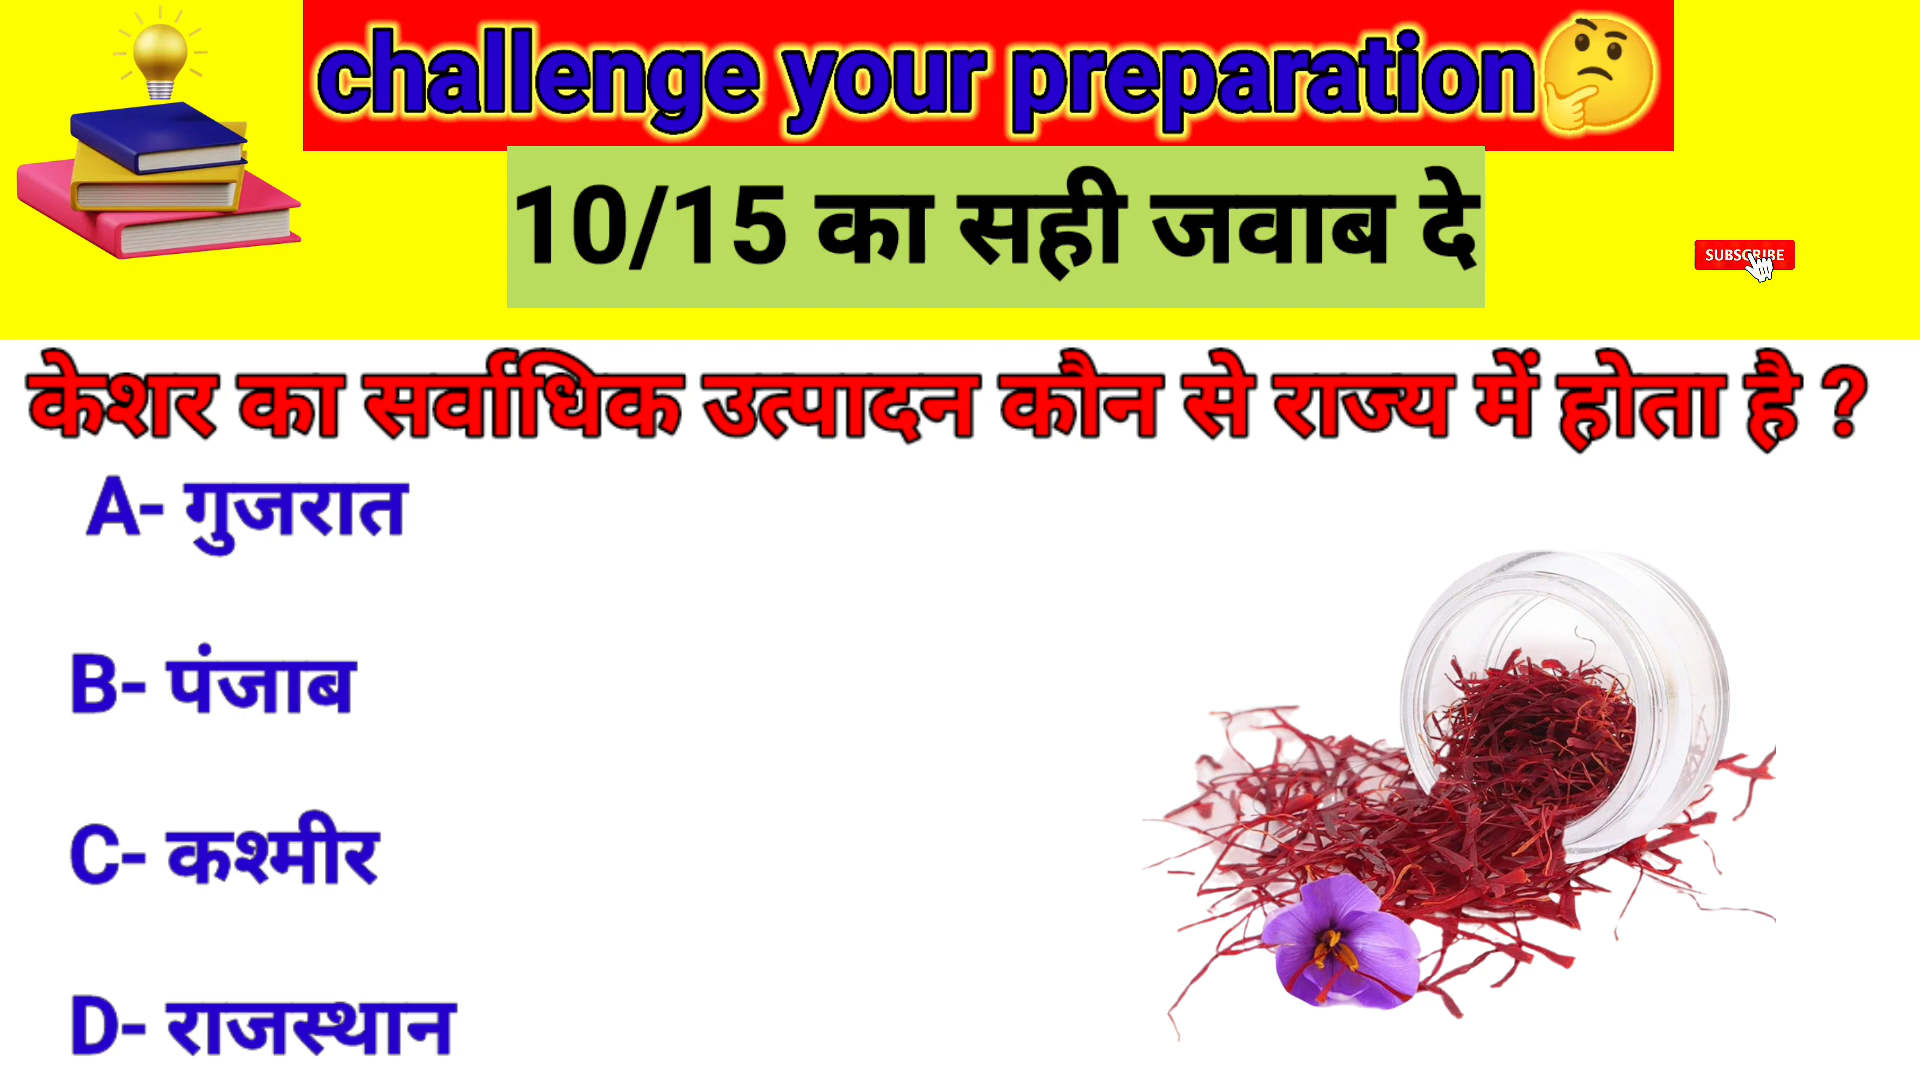 challenge your preparation🤔
10/15 का सही जवाब दे
SUBSCRIBE
केशर का सर्वाधिक उत्पादन कौन से राज्य में होता है ?
A- गुजरात
B- पंजाब
C- कश्मीर
D- राजस्थान